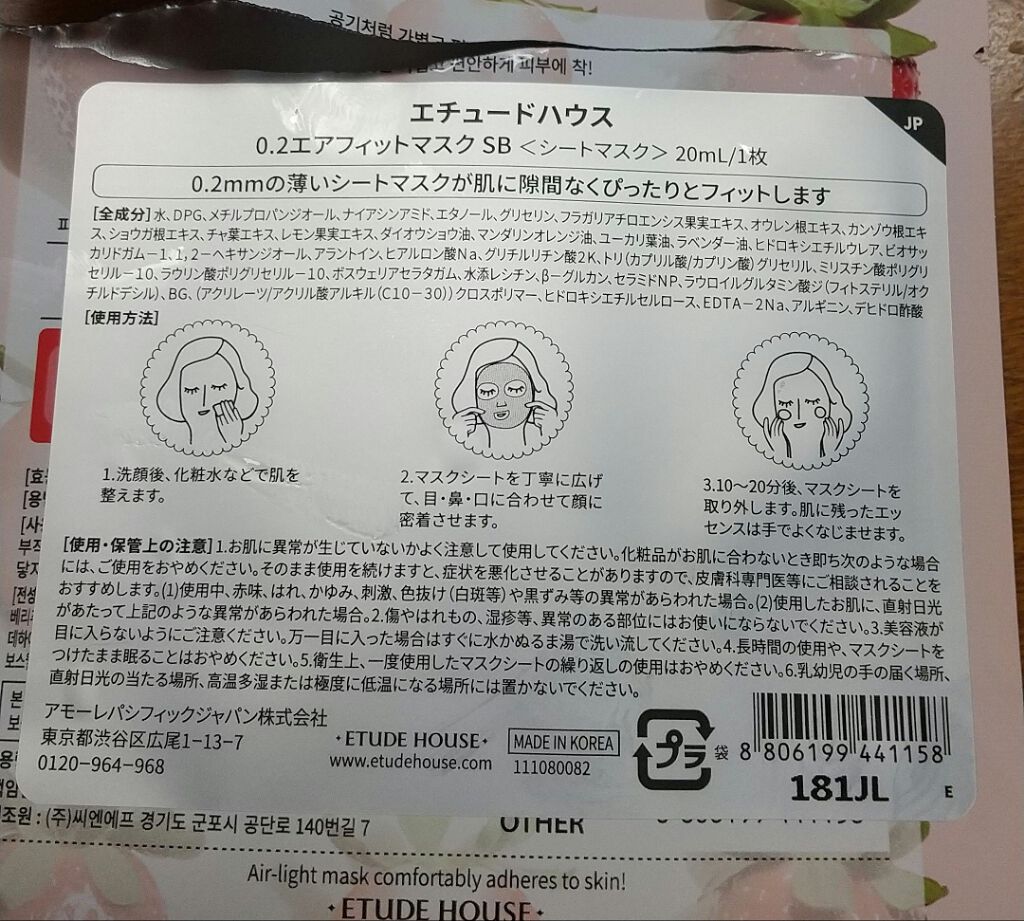 공기처럼 가볍고
편안하게 피부에 착!
エチュードハウス
JP
0.2エアフィットマスク SB ＜シートマスク＞ 20mL/1枚
0.2mmの薄いシートマスクが肌に隙間なくぴったりとフィットします
[全成分]水、DPG、メチルプロパンジオール、ナイアシンアミド、エタノール、グリセリン、フラガリアチロエンシス果実エキス、オウレン根エキス、カンゾウ根エキ
ス、ショウガ根エキス、チャ葉エキス、レモン果実エキス、ダイオウショウ油、マンダリンオレンジ油、ユーカリ葉油、ラベンダー油、ヒドロキシエチルウレア、ビオサッ
カリドガム－1、1, 2－ヘキサンジオール、アラントイン、ヒアルロン酸Na、グリチルリチン酸2K、トリ（カプリル酸/カプリン酸）グリセリル、ミリスチン酸ポリグリ
セリル－10、ラウリン酸ポリグリセリル－10、ボスウェリアセラタガム、水添レシチン、β－グルカン、セラミドNP、ラウロイルグルタミン酸ジ（フィトステリル/オク
チルドデシル）、BG、（アクリレーツ/アクリル酸アルキル（C10－30））クロスポリマー、ヒドロキシエチルセルロース、EDTA－2Na、アルギニン、デヒドロ酢酸
[使用方法]
1.洗顔後、化粧水などで肌を
整えます。
2.マスクシートを丁寧に広げ
て、目・鼻・口に合わせて顔に
密着させます。
3.10～20分後、マスクシートを
取り外します。肌に残ったエッ
センスは手でよくなじませます。
[使用・保管上の注意]1.お肌に異常が生じていないかよく注意して使用してください。化粧品がお肌に合わないとき即ち次のような場合
には、ご使用をおやめください。そのまま使用を続けますと、症状を悪化させることがありますので、皮膚科専門医等にご相談されることを
おすすめします。(1)使用中、赤味、はれ、かゆみ、刺激、色抜け(白斑等)や黒ずみ等の異常があらわれた場合。(2)使用したお肌に、直射日光
があたって上記のような異常があらわれた場合。2.傷やはれもの、湿疹等、異常のある部位にはお使いにならないでください。3.美容液が
目に入らないようにご注意ください。万一目に入った場合はすぐに水かぬるま湯で洗い流してください。4.長時間の使用や、マスクシートを
つけたまま眠ることはおやめください。5.衛生上、一度使用したマスクシートの繰り返しの使用はおやめください。6.乳幼児の手の届く場所、
直射日光の当たる場所、高温多湿または極度に低温になる場所には置かないでください。
アモーレパシフィックジャパン株式会社
東京都渋谷区広尾1−13−7
0120−964−968
・ETUDE HOUSE・
www.etudehouse.com
MADE IN KOREA
111080082
プラ
袋
8 806199 441158
181JL
E
조원 : (주)씨엔에프 경기도 군포시 공단로 140번길 7
OTHER
Air-light mask comfortably adheres to skin!
・ETUDE HOUSE・